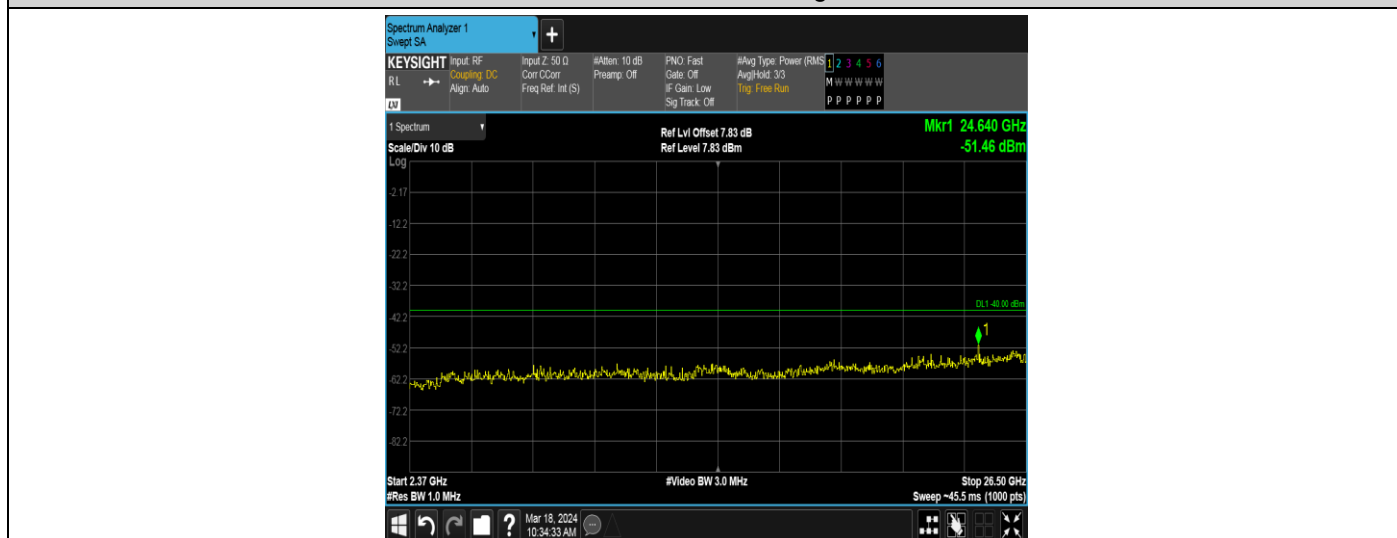 Spectrum Analyzer 1
Swept SA
+
KEYSIGHT
RL
LXI
Input: RF
Coupling: DC
Align: Auto
Input Z: 50 Ω
Corr CCorr
Freq Ref: Int (S)
#Atten: 10 dB
Preamp: Off
PNO: Fast
Gate: Off
IF Gain: Low
Sig Track: Off
#Avg Type: Power (RMS
Avg|Hold: 3/3
Trig: Free Run
1 2 3 4 5 6
M W W W W W
P P P P P P
1 Spectrum
Scale/Div 10 dB
Ref Lvl Offset 7.83 dB
Ref Level 7.83 dBm
Mkr1 24.640 GHz
-51.46 dBm
Log
-2.17
-12.2
-22.2
-32.2
DL1 -40.00 dBm
-42.2
1
-52.2
-62.2
-72.2
-82.2
Start 2.37 GHz
#Video BW 3.0 MHz
Stop 26.50 GHz
#Res BW 1.0 MHz
Sweep ~45.5 ms (1000 pts)
?
Mar 18, 2024
10:34:33 AM